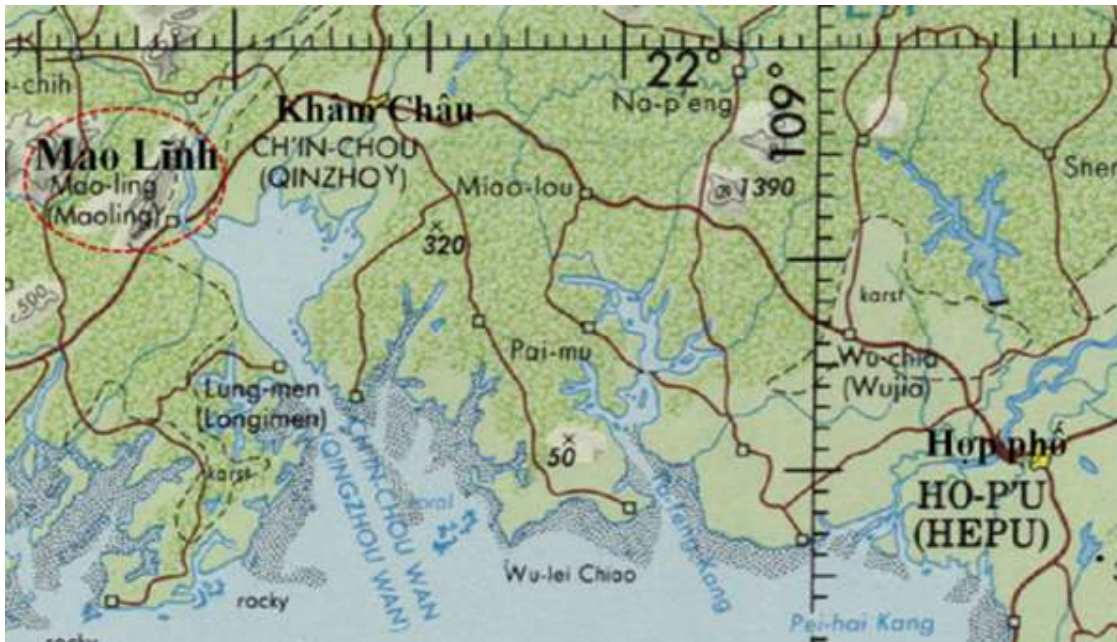 22°
109°
a-chih
Na-p'eng
Khâm Châu
CH'IN-CHOU
(QINZHOY)
Mao Lĩnh
Mao-ling
(Maoling)
Miao-lou
1390
Shen
320
500
karst
Pai-mu
Wu-chia
(Wujia)
Lung-men
(Longimen)
karst
50
Hợp phố
HO-P'U
(HEPU)
CH'IN-CHOU WAN
(QINGZHOU WAN)
coral
Wu-lei Chiao
rocky
Pei-hai Kang
rocky